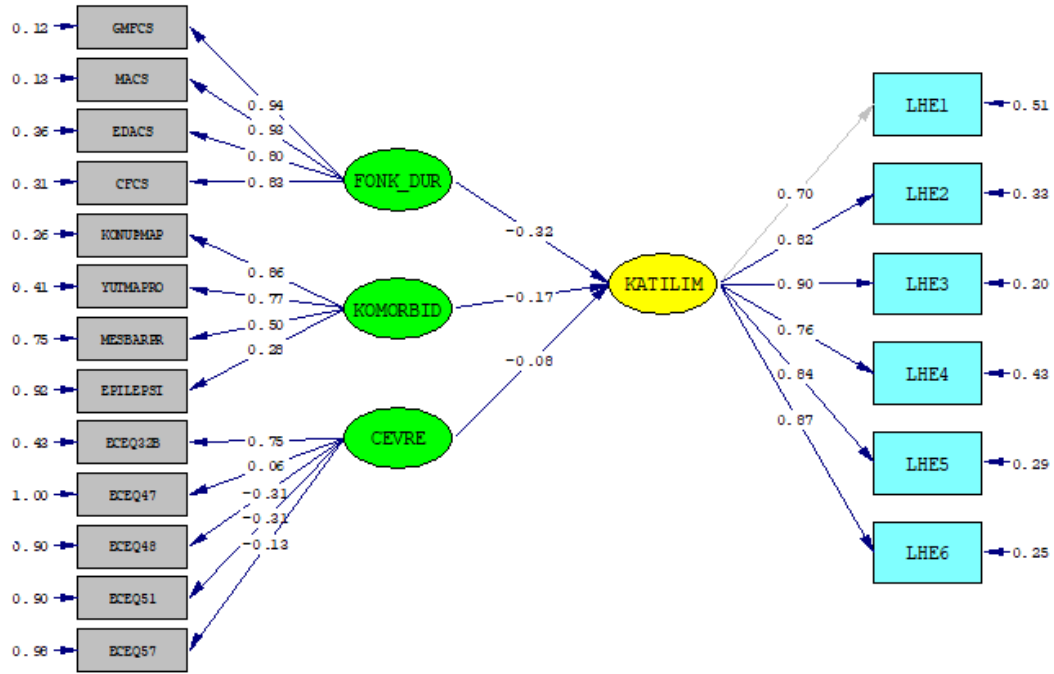 0.12 GMFCS
0.13 MACS
0.36 EDACS
0.31 CFCS
0.26 KONUPMAP
0.41 YUTMAPRO
0.75 MESBARPR
0.92 EPILEPSI
0.43 ECEQ32B
1.00 ECEQ47
0.90 ECEQ48
0.90 ECEQ51
0.98 ECEQ57
0.94
0.93
0.80
0.83
0.86
0.77
0.50
0.28
0.75
0.06
-0.31
-0.31
-0.13
FONK_DUR
KOMORBID
CEVRE
-0.32
-0.17
-0.08
KATILIM
0.70
0.82
0.90
0.76
0.84
0.87
LHE1 0.51
LHE2 0.33
LHE3 0.20
LHE4 0.43
LHE5 0.29
LHE6 0.25